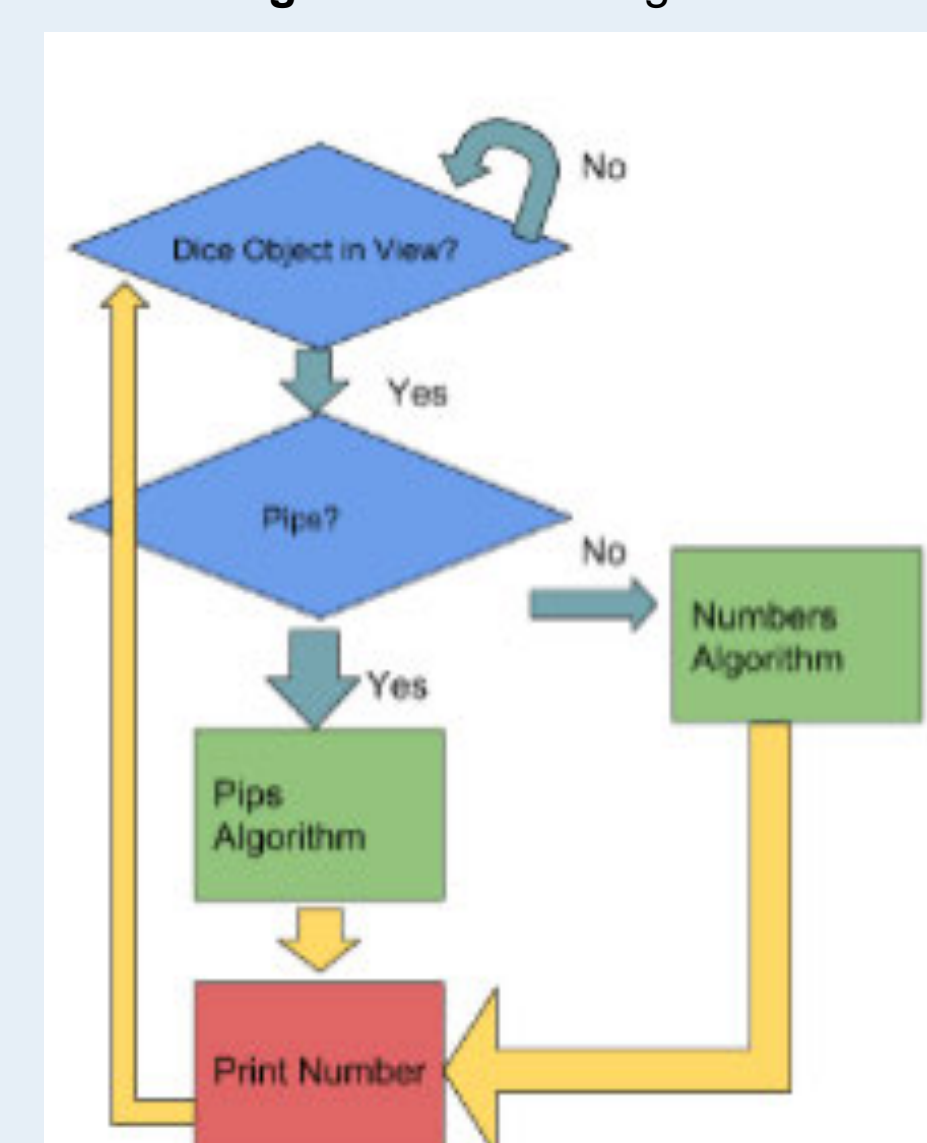 No
Dice Object in View?
Yes
Pips?
No
Numbers
Algorithm
Yes
Pips
Algorithm
Print Number